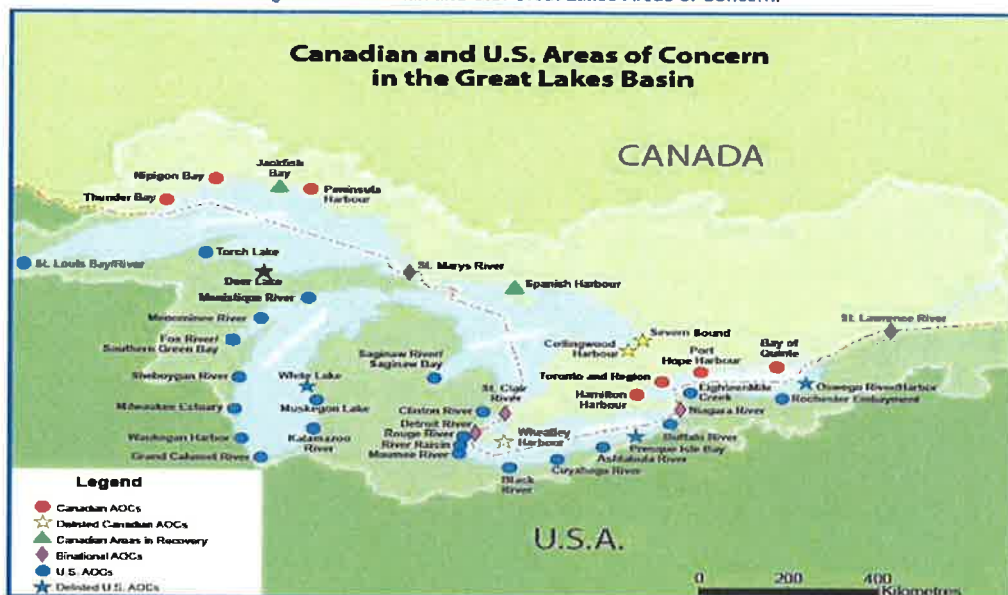 Lakes Areas of Concern.
Canadian and U.S. Areas of Concern
in the Great Lakes Basin
CANADA
Nipigon Bay
Jackfish
Bay
Peninsula
Harbour
Thunder Bay
St. Louis Bay/River
Torch Lake
Deer Lake
St. Marys River
Manistique River
Spanish Harbour
Menominee River
Fox River/
Southern Green Bay
Saginaw River/
Saginaw Bay
Collingwood
Harbour
Severn Sound
St. Lawrence River
Port
Hope Harbour
Bay of
Quinte
Sheboygan River
White Lake
Muskegon Lake
Toronto and Region
Hamilton
Harbour
EighteenMile
Creek
Oswego River/Harbor
Rochester Embayment
Milwaukee Estuary
Clinton River
St. Clair
River
Detroit River
Rouge River
River Raisin
Maumee River
Wheatley
Harbour
Niagara River
Buffalo River
Presque Isle Bay
Ashtabula River
Cuyahoga River
Black
River
Waukegan Harbor
Kalamazoo
River
Grand Calumet River
U.S.A.
Legend
Canadian AOCs
Delisted Canadian AOCs
Canadian Areas in Recovery
Binational AOCs
U.S. AOCs
Delisted U.S. AOCs
0 200 400
Kilometres